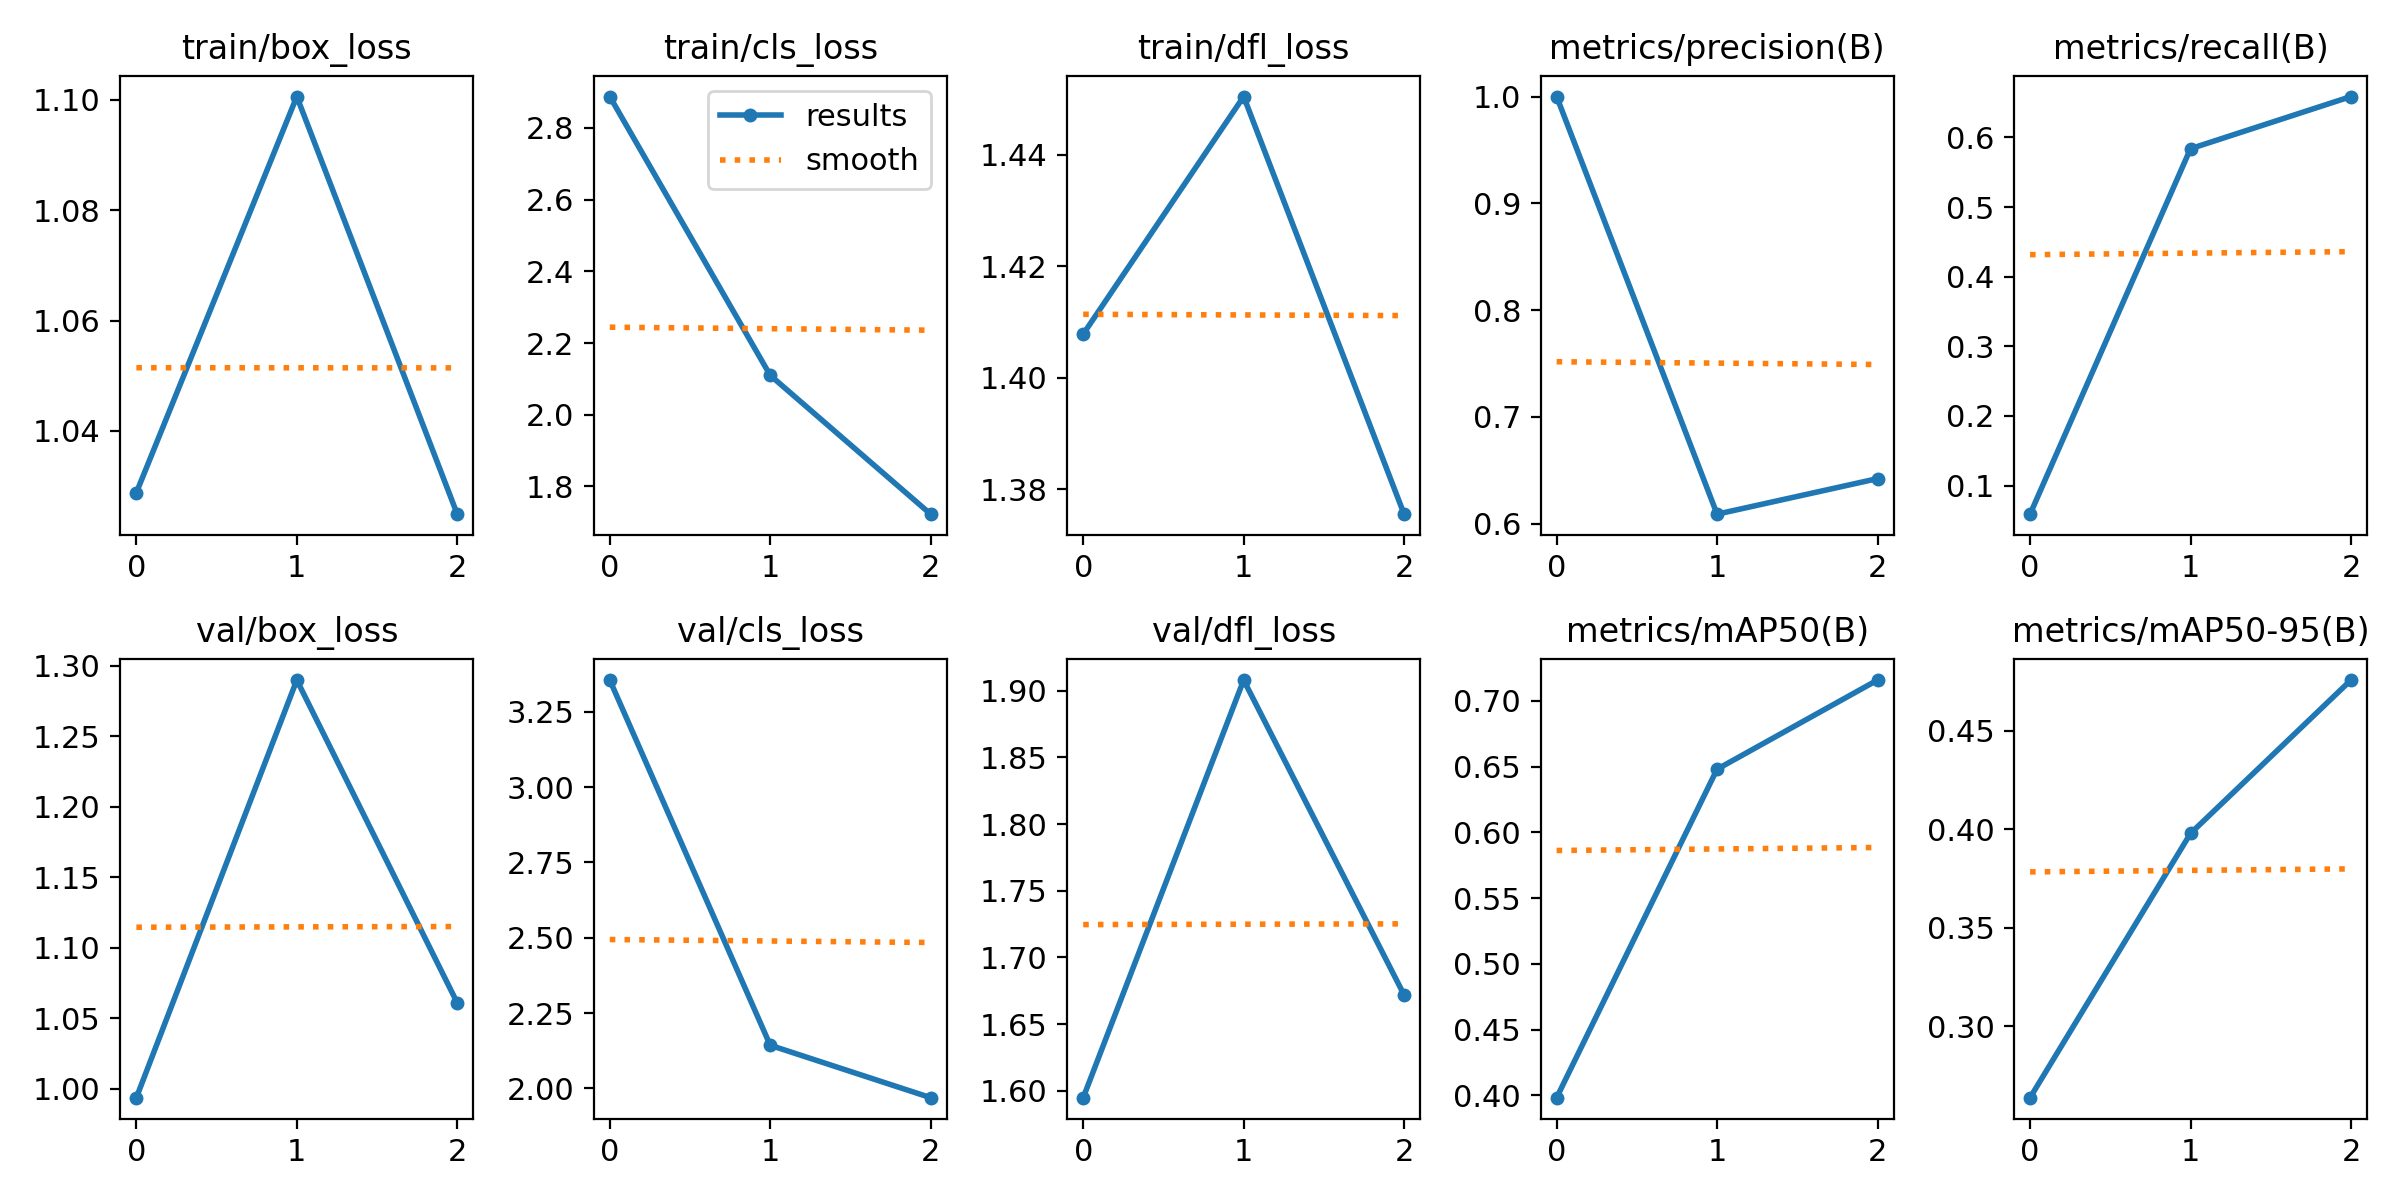 train/box_loss
1.10
1.08
1.06
1.04
0 1 2
train/cls_loss
results
smooth
2.8
2.6
2.4
2.2
2.0
1.8
0 1 2
train/dfl_loss
1.44
1.42
1.40
1.38
0 1 2
metrics/precision(B)
1.0
0.9
0.8
0.7
0.6
0 1 2
metrics/recall(B)
0.6
0.5
0.4
0.3
0.2
0.1
0 1 2
val/box_loss
1.30
1.25
1.20
1.15
1.10
1.05
1.00
0 1 2
val/cls_loss
3.25
3.00
2.75
2.50
2.25
2.00
0 1 2
val/dfl_loss
1.90
1.85
1.80
1.75
1.70
1.65
1.60
0 1 2
metrics/mAP50(B)
0.70
0.65
0.60
0.55
0.50
0.45
0.40
0 1 2
metrics/mAP50-95(B)
0.45
0.40
0.35
0.30
0 1 2